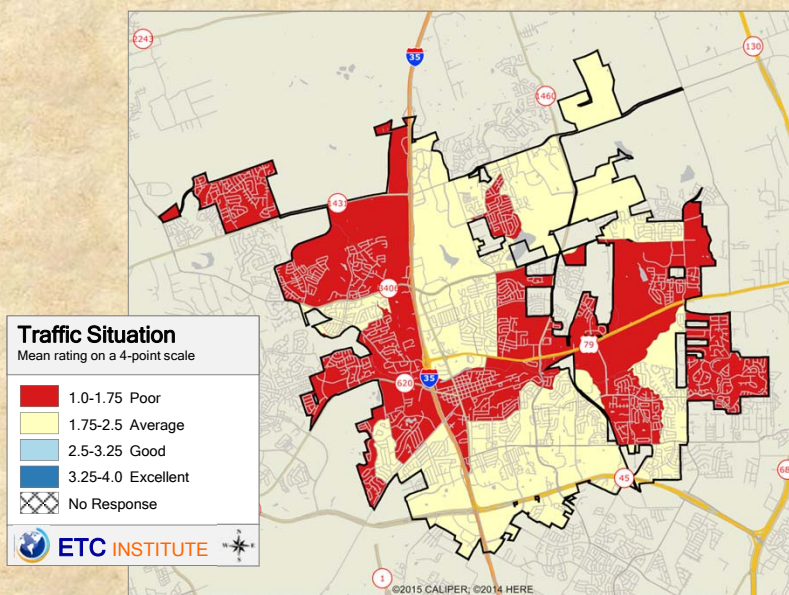 2243
35
130
1460
1431
3406
79
620
35
45
68
1
Traffic Situation
Mean rating on a 4-point scale
1.0-1.75 Poor
1.75-2.5 Average
2.5-3.25 Good
3.25-4.0 Excellent
No Response
ETC INSTITUTE
N
W E
S
©2015 CALIPER; ©2014 HERE